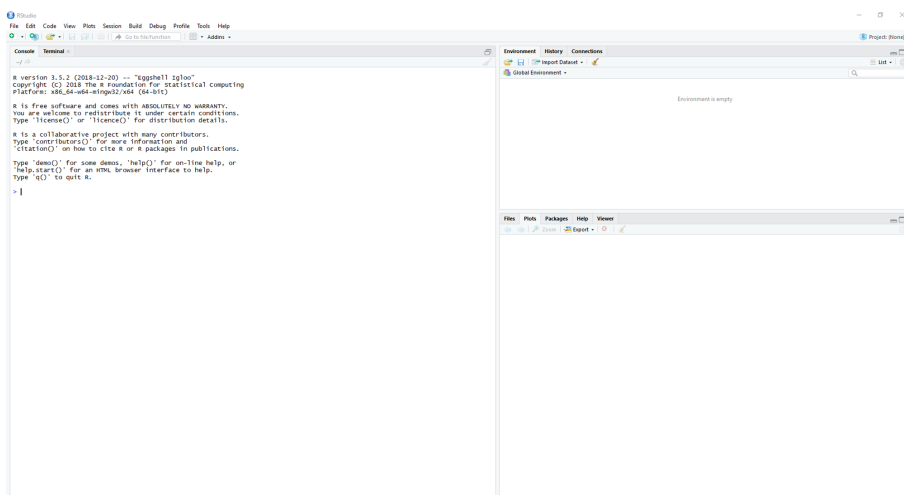 RStudio
File Edit Code View Plots Session Build Debug Profile Tools Help
Go to file/function Addins
Project: (None)
Console Terminal
~/
R version 3.5.2 (2018-12-20) -- "Eggshell Igloo"
Copyright (C) 2018 The R Foundation for Statistical Computing
Platform: x86_64-w64-mingw32/x64 (64-bit)
R is free software and comes with ABSOLUTELY NO WARRANTY.
You are welcome to redistribute it under certain conditions.
Type 'license()' or 'licence()' for distribution details.
R is a collaborative project with many contributors.
Type 'contributors()' for more information and
'citation()' on how to cite R or R packages in publications.
Type 'demo()' for some demos, 'help()' for on-line help, or
'help.start()' for an HTML browser interface to help.
Type 'q()' to quit R.
>
Environment History Connections
Import Dataset List
Global Environment
Environment is empty
Files Plots Packages Help Viewer
Zoom Export